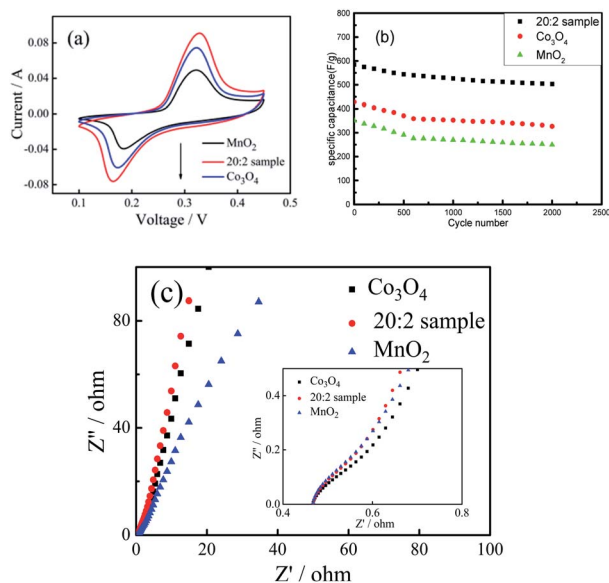 (a)
0.08
0.04
0.00
-0.04
-0.08
Current / A
MnO2
20:2 sample
Co3O4
0.1 0.2 0.3 0.4 0.5
Voltage / V
(b)
20:2 sample
Co3O4
MnO2
800
700
600
500
400
300
200
100
0
specific capacitance(F/g)
0 500 1000 1500 2000 2500
Cycle number
(c)
Co3O4
20:2 sample
MnO2
80
40
0
Z'' / ohm
0 20 40 60 80 100
Z' / ohm
Co3O4
20:2 sample
MnO2
0.4
0.2
0.0
Z'' / ohm
0.4 0.6 0.8
Z' / ohm